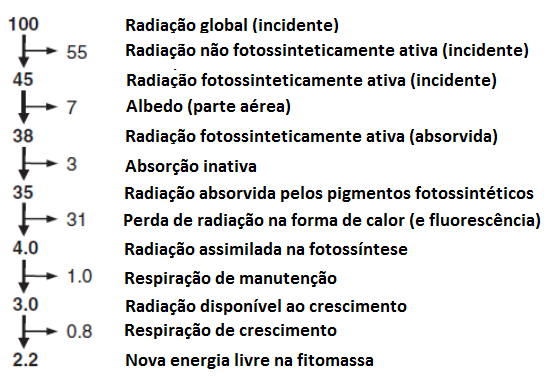 100 Radiação global (incidente)
55 Radiação não fotossinteticamente ativa (incidente)
45 Radiação fotossinteticamente ativa (incidente)
7 Albedo (parte aérea)
38 Radiação fotossinteticamente ativa (absorvida)
3 Absorção inativa
35 Radiação absorvida pelos pigmentos fotossintéticos
31 Perda de radiação na forma de calor (e fluorescência)
4.0 Radiação assimilada na fotossíntese
1.0 Respiração de manutenção
3.0 Radiação disponível ao crescimento
0.8 Respiração de crescimento
2.2 Nova energia livre na fitomassa